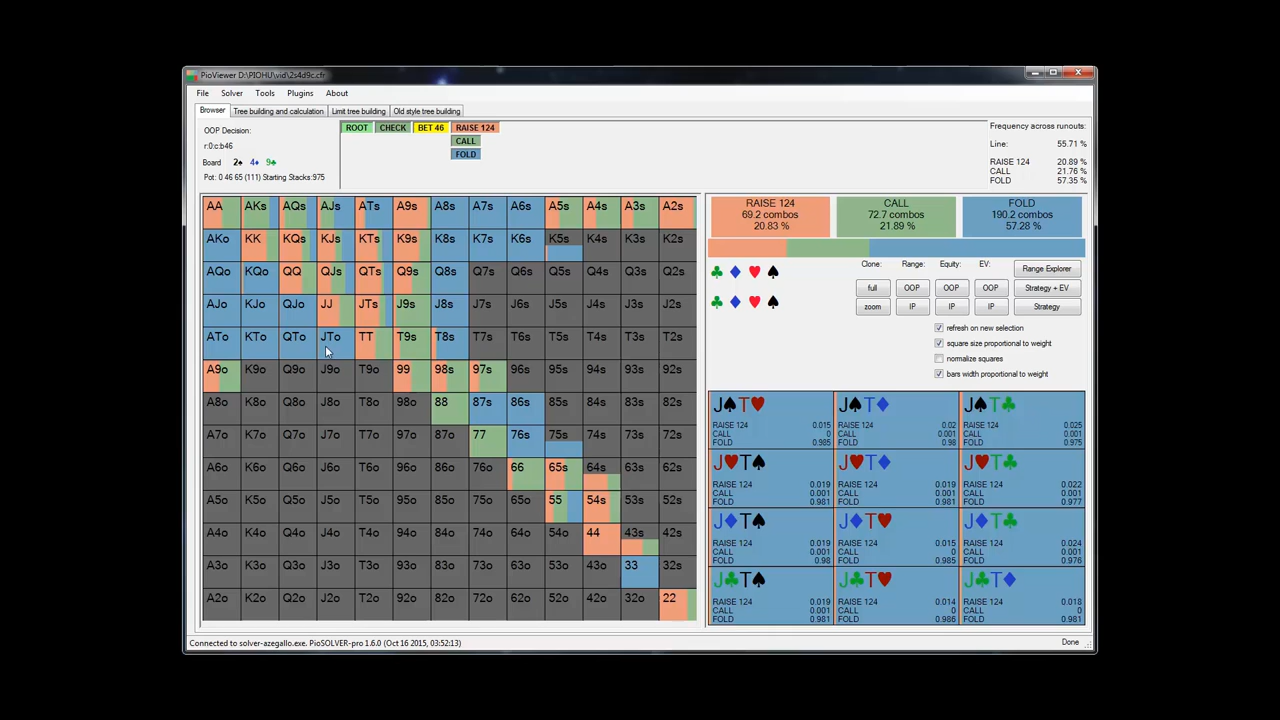 PioViewer D:\PIOHU\vid\2s4d9c.cfr
File Solver Tools Plugins About
Browser Tree building and calculation Limit tree building Old style tree building
OOP Decision:
r:0:c:b46
Board 2♠ 4♦ 9♣
Pot: 0 46 65 (111) Starting Stacks:975
ROOT CHECK BET 46 RAISE 124
CALL
FOLD
Frequency across runouts:
Line: 55.71 %
RAISE 124 20.89 %
CALL 21.76 %
FOLD 57.35 %
AA AKs AQs AJs ATs A9s A8s A7s A6s A5s A4s A3s A2s
AKo KK KQs KJs KTs K9s K8s K7s K6s K5s K4s K3s K2s
AQo KQo QQ QJs QTs Q9s Q8s Q7s Q6s Q5s Q4s Q3s Q2s
AJo KJo QJo JJ JTs J9s J8s J7s J6s J5s J4s J3s J2s
ATo KTo QTo JTo TT T9s T8s T7s T6s T5s T4s T3s T2s
A9o K9o Q9o J9o T9o 99 98s 97s 96s 95s 94s 93s 92s
A8o K8o Q8o J8o T8o 98o 88 87s 86s 85s 84s 83s 82s
A7o K7o Q7o J7o T7o 97o 87o 77 76s 75s 74s 73s 72s
A6o K6o Q6o J6o T6o 96o 86o 76o 66 65s 64s 63s 62s
A5o K5o Q5o J5o T5o 95o 85o 75o 65o 55 54s 53s 52s
A4o K4o Q4o J4o T4o 94o 84o 74o 64o 54o 44 43s 42s
A3o K3o Q3o J3o T3o 93o 83o 73o 63o 53o 43o 33 32s
A2o K2o Q2o J2o T2o 92o 82o 72o 62o 52o 42o 32o 22
RAISE 124 CALL FOLD
69.2 combos 72.7 combos 190.2 combos
20.83 % 21.89 % 57.28 %
♣ ♦ ♥ ♠
♣ ♦ ♥ ♠
Clone: Range: Equity: EV:
Range Explorer
full OOP OOP OOP Strategy + EV
zoom IP IP IP Strategy
refresh on new selection
square size proportional to weight
normalize squares
bars width proportional to weight
J♠T♥ J♠T♦ J♠T♣
RAISE 124 0.015 RAISE 124 0.02 RAISE 124 0.025
CALL 0 CALL 0.001 CALL 0.001
FOLD 0.985 FOLD 0.98 FOLD 0.975
J♥T♠ J♥T♦ J♥T♣
RAISE 124 0.019 RAISE 124 0.019 RAISE 124 0.022
CALL 0.001 CALL 0.001 CALL 0.001
FOLD 0.981 FOLD 0.981 FOLD 0.977
J♦T♠ J♦T♥ J♦T♣
RAISE 124 0.019 RAISE 124 0.015 RAISE 124 0.024
CALL 0.001 CALL 0 CALL 0.001
FOLD 0.98 FOLD 0.985 FOLD 0.976
J♣T♠ J♣T♥ J♣T♦
RAISE 124 0.019 RAISE 124 0.014 RAISE 124 0.018
CALL 0.001 CALL 0 CALL 0
FOLD 0.981 FOLD 0.986 FOLD 0.981
Connected to solver-azegallo.exe. PioSOLVER-pro 1.6.0 (Oct 16 2015, 03:52:13) Done